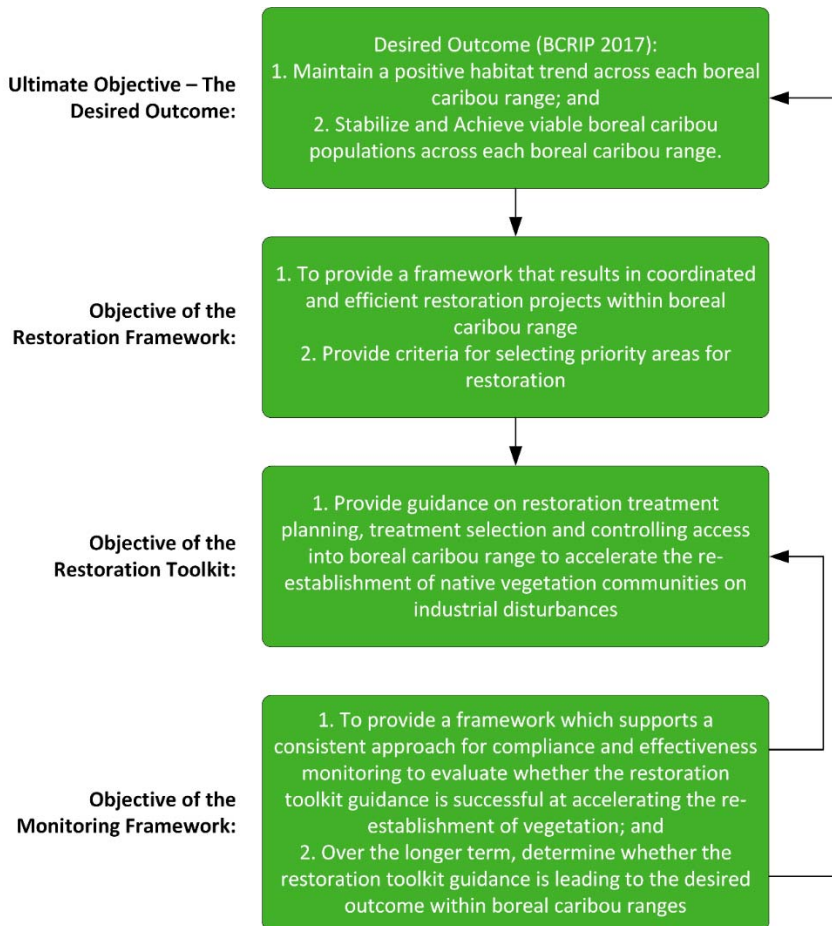 Ultimate Objective – The
Desired Outcome:
Desired Outcome (BCRIP 2017):
1. Maintain a positive habitat trend across each boreal
caribou range; and
2. Stabilize and Achieve viable boreal caribou
populations across each boreal caribou range.
Objective of the
Restoration Framework:
1. To provide a framework that results in coordinated
and efficient restoration projects within boreal
caribou range
2. Provide criteria for selecting priority areas for
restoration
Objective of the
Restoration Toolkit:
1. Provide guidance on restoration treatment
planning, treatment selection and controlling access
into boreal caribou range to accelerate the re-
establishment of native vegetation communities on
industrial disturbances
Objective of the
Monitoring Framework:
1. To provide a framework which supports a
consistent approach for compliance and effectiveness
monitoring to evaluate whether the restoration
toolkit guidance is successful at accelerating the re-
establishment of vegetation; and
2. Over the longer term, determine whether the
restoration toolkit guidance is leading to the desired
outcome within boreal caribou ranges